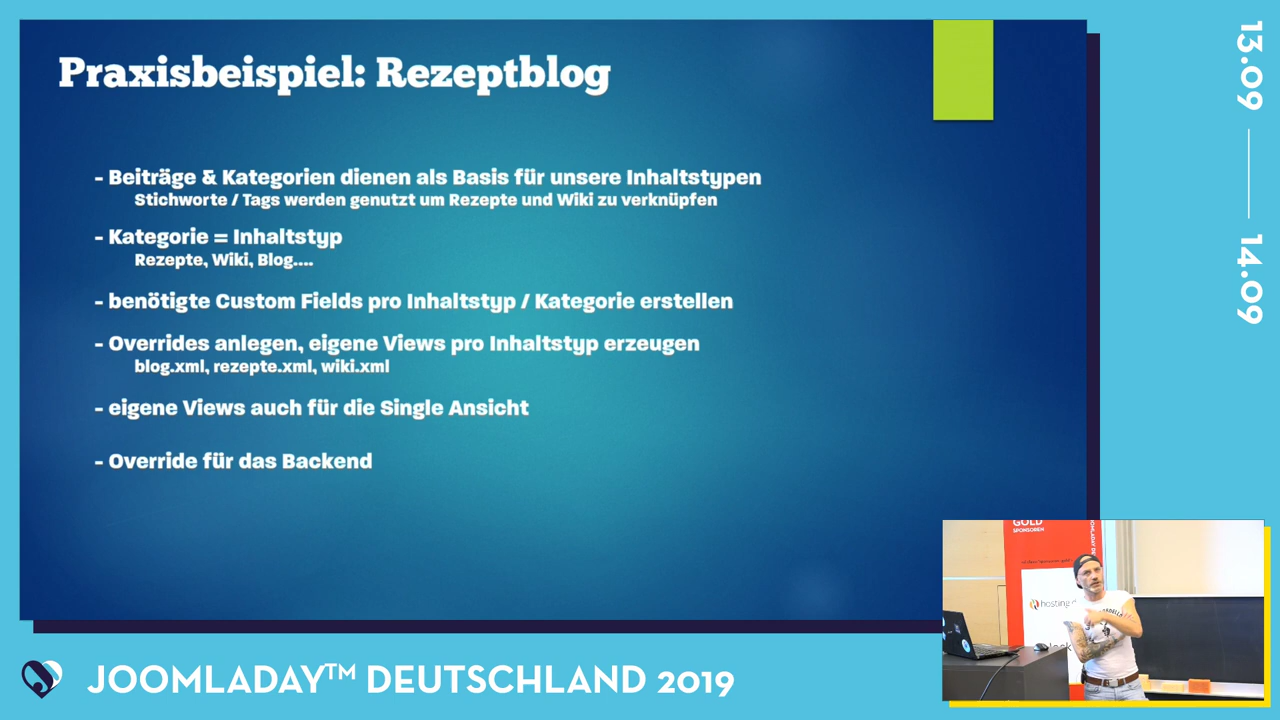 Praxisbeispiel: Rezeptblog
- Beiträge & Kategorien dienen als Basis für unsere Inhaltstypen
Stichworte / Tags werden genutzt um Rezepte und Wiki zu verknüpfen
- Kategorie = Inhaltstyp
Rezepte, Wiki, Blog....
- benötigte Custom Fields pro Inhaltstyp / Kategorie erstellen
- Overrides anlegen, eigene Views pro Inhaltstyp erzeugen
blog.xml, rezepte.xml, wiki.xml
- eigene Views auch für die Single Ansicht
- Override für das Backend
13.09
14.09
GOLD
SPONSOREN
hosting
JOOMLADAY™ DEUTSCHLAND 2019